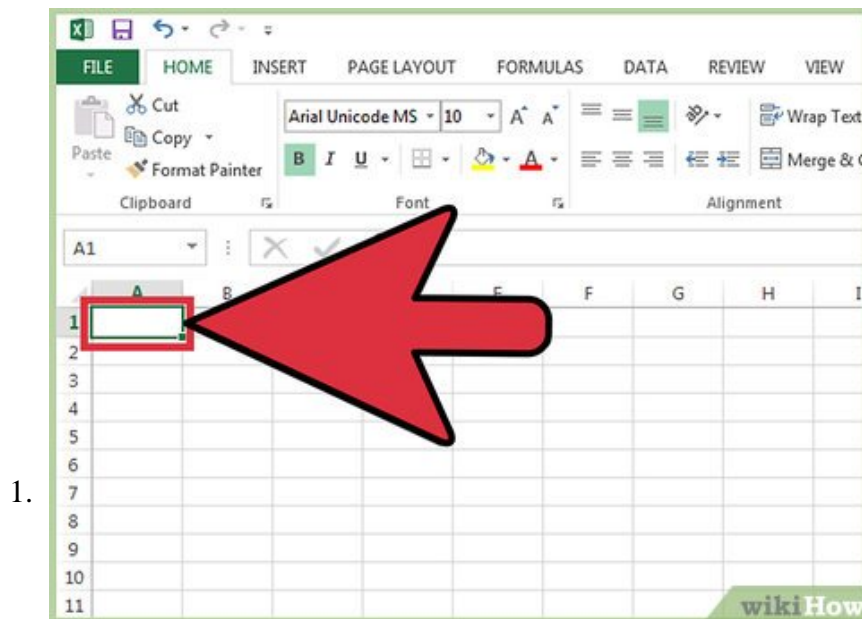 FILE HOME INSERT PAGE LAYOUT FORMULAS DATA REVIEW VIEW
Cut
Copy
Paste
Format Painter
Arial Unicode MS 10 A A
B I U A
Wrap Text
Merge &
Clipboard Font Alignment
A1
A B E F G H I
1
2
3
4
5
6
1. 7
8
9
10
11
wikiHow